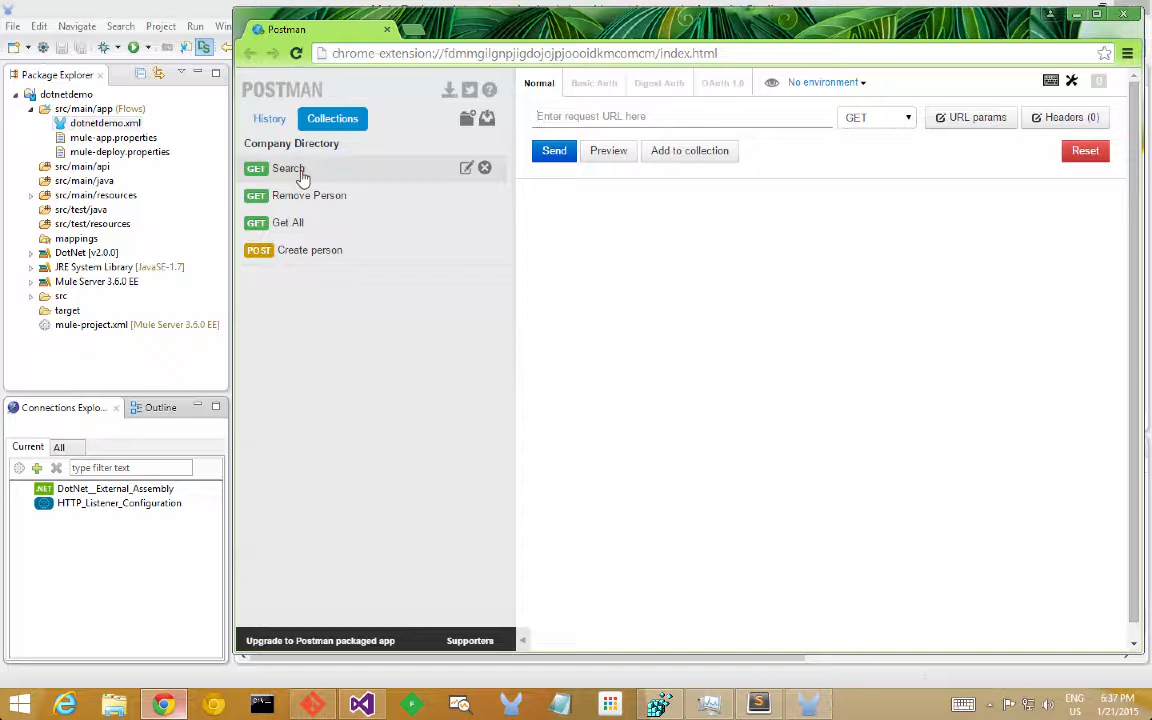 Postman
File Edit Navigate Search Project Run Win
chrome-extension://fdmmgilgnpjigdojojpjoooidkmcomcm/index.html
Package Explorer
dotnetdemo
src/main/app (Flows)
dotnetdemo.xml
mule-app.properties
mule-deploy.properties
src/main/api
src/main/java
src/main/resources
src/test/java
src/test/resources
mappings
DotNet [v2.0.0]
JRE System Library [JavaSE-1.7]
Mule Server 3.6.0 EE
src
target
mule-project.xml [Mule Server 3.6.0 EE]
Connections Explo...
Outline
Current All
type filter text
.NET DotNet__External_Assembly
HTTP_Listener_Configuration
POSTMAN
History Collections
Company Directory
GET Search
GET Remove Person
GET Get All
POST Create person
Upgrade to Postman packaged app Supporters
Normal Basic Auth Digest Auth OAuth 1.0 No environment 0
Enter request URL here GET URL params Headers (0)
Send Preview Add to collection Reset
ENG
US
5:37 PM
1/21/2015